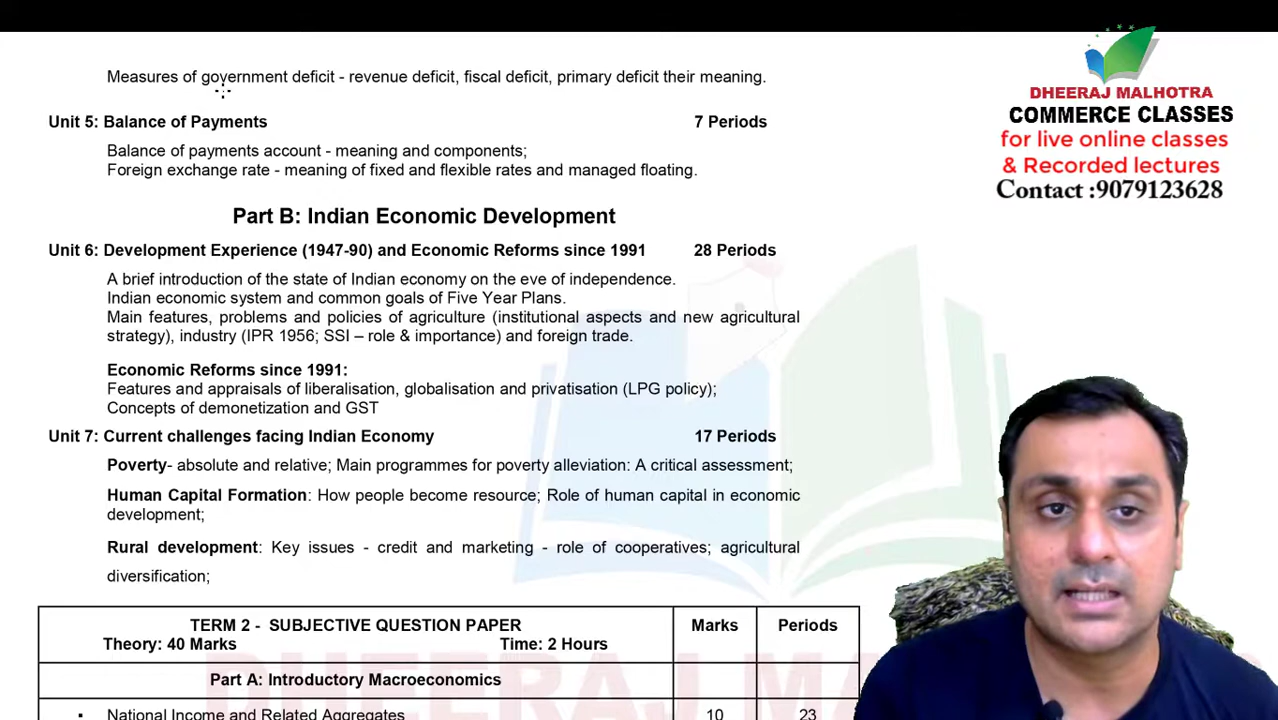 Measures of government deficit - revenue deficit, fiscal deficit, primary deficit their meaning.
Unit 5: Balance of Payments 7 Periods
Balance of payments account - meaning and components;
Foreign exchange rate - meaning of fixed and flexible rates and managed floating.
Part B: Indian Economic Development
Unit 6: Development Experience (1947-90) and Economic Reforms since 1991 28 Periods
A brief introduction of the state of Indian economy on the eve of independence.
Indian economic system and common goals of Five Year Plans.
Main features, problems and policies of agriculture (institutional aspects and new agricultural
strategy), industry (IPR 1956; SSI – role & importance) and foreign trade.
Economic Reforms since 1991:
Features and appraisals of liberalisation, globalisation and privatisation (LPG policy);
Concepts of demonetization and GST
Unit 7: Current challenges facing Indian Economy 17 Periods
Poverty- absolute and relative; Main programmes for poverty alleviation: A critical assessment;
Human Capital Formation: How people become resource; Role of human capital in economic
development;
Rural development: Key issues - credit and marketing - role of cooperatives; agricultural
diversification;
TERM 2 - SUBJECTIVE QUESTION PAPER Marks Periods
Theory: 40 Marks Time: 2 Hours
Part A: Introductory Macroeconomics
▪ National Income and Related Aggregates 10 23
DHEERAJ MALHOTRA
COMMERCE CLASSES
for live online classes
& Recorded lectures
Contact :9079123628
DHEERAJ MA